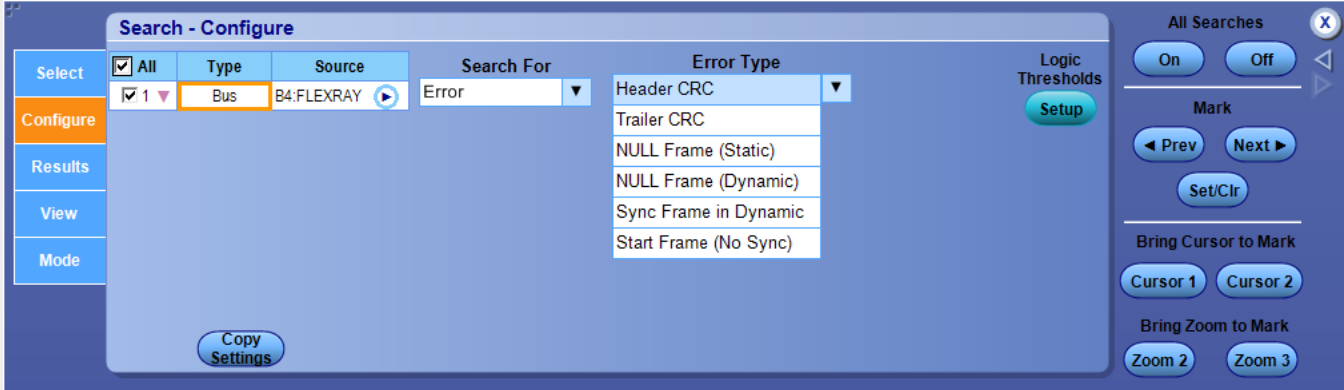 Search - Configure
All Searches
X
On
Off
Select
Configure
Results
View
Mode
All
Type
Source
1
Bus
B4:FLEXRAY
Search For
Error
Error Type
Header CRC
Trailer CRC
NULL Frame (Static)
NULL Frame (Dynamic)
Sync Frame in Dynamic
Start Frame (No Sync)
Logic
Thresholds
Setup
Copy
Settings
Mark
◄ Prev
Next ►
Set/Clr
Bring Cursor to Mark
Cursor 1
Cursor 2
Bring Zoom to Mark
Zoom 2
Zoom 3